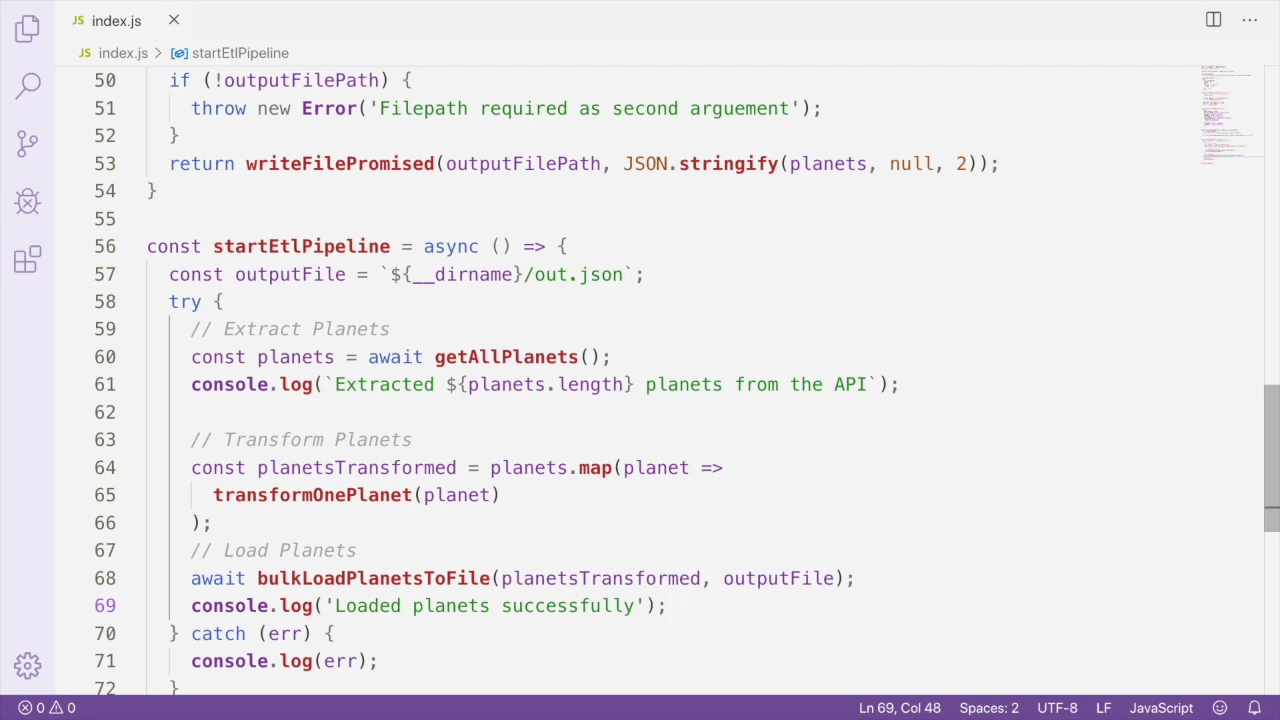 JS index.js ×
JS index.js > startEtlPipeline
50 if (!outputFilePath) {
51 throw new Error('Filepath required as second arguement');
52 }
53 return writeFilePromised(outputFilePath, JSON.stringify(planets, null, 2));
54 }
55
56 const startEtlPipeline = async () => {
57 const outputFile = `${__dirname}/out.json`;
58 try {
59 // Extract Planets
60 const planets = await getAllPlanets();
61 console.log(`Extracted ${planets.length} planets from the API`);
62
63 // Transform Planets
64 const planetsTransformed = planets.map(planet =>
65 transformOnePlanet(planet)
66 );
67 // Load Planets
68 await bulkLoadPlanetsToFile(planetsTransformed, outputFile);
69 console.log('Loaded planets successfully');
70 } catch (err) {
71 console.log(err);
72 }
0 0 Ln 69, Col 48 Spaces: 2 UTF-8 LF JavaScript